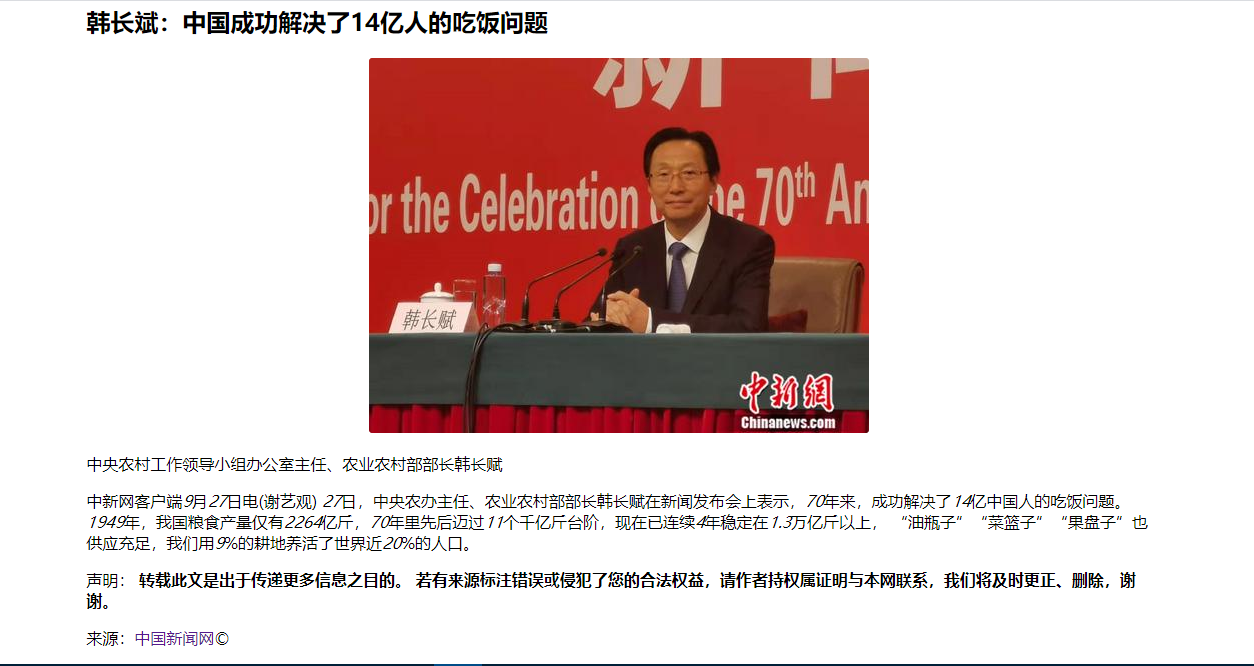 韩长斌：中国成功解决了14亿人的吃饭问题
or the Celebration of the 70th An
韩长赋
中新網
Chinanews.com
中央农村工作领导小组办公室主任、农业农村部部长韩长赋
中新网客户端9月27日电(谢艺观) 27日，中央农办主任、农业农村部部长韩长赋在新闻发布会上表示，70年来，成功解决了14亿中国人的吃饭问题。
1949年，我国粮食产量仅有2264亿斤，70年里先后迈过11个千亿斤台阶，现在已连续4年稳定在1.3万亿斤以上， “油瓶子” “菜篮子” “果盘子” 也
供应充足，我们用9%的耕地养活了世界近20%的人口。
声明： 转载此文是出于传递更多信息之目的。 若有来源标注错误或侵犯了您的合法权益，请作者持权属证明与本网联系，我们将及时更正、删除，谢
谢。
来源：中国新闻网©